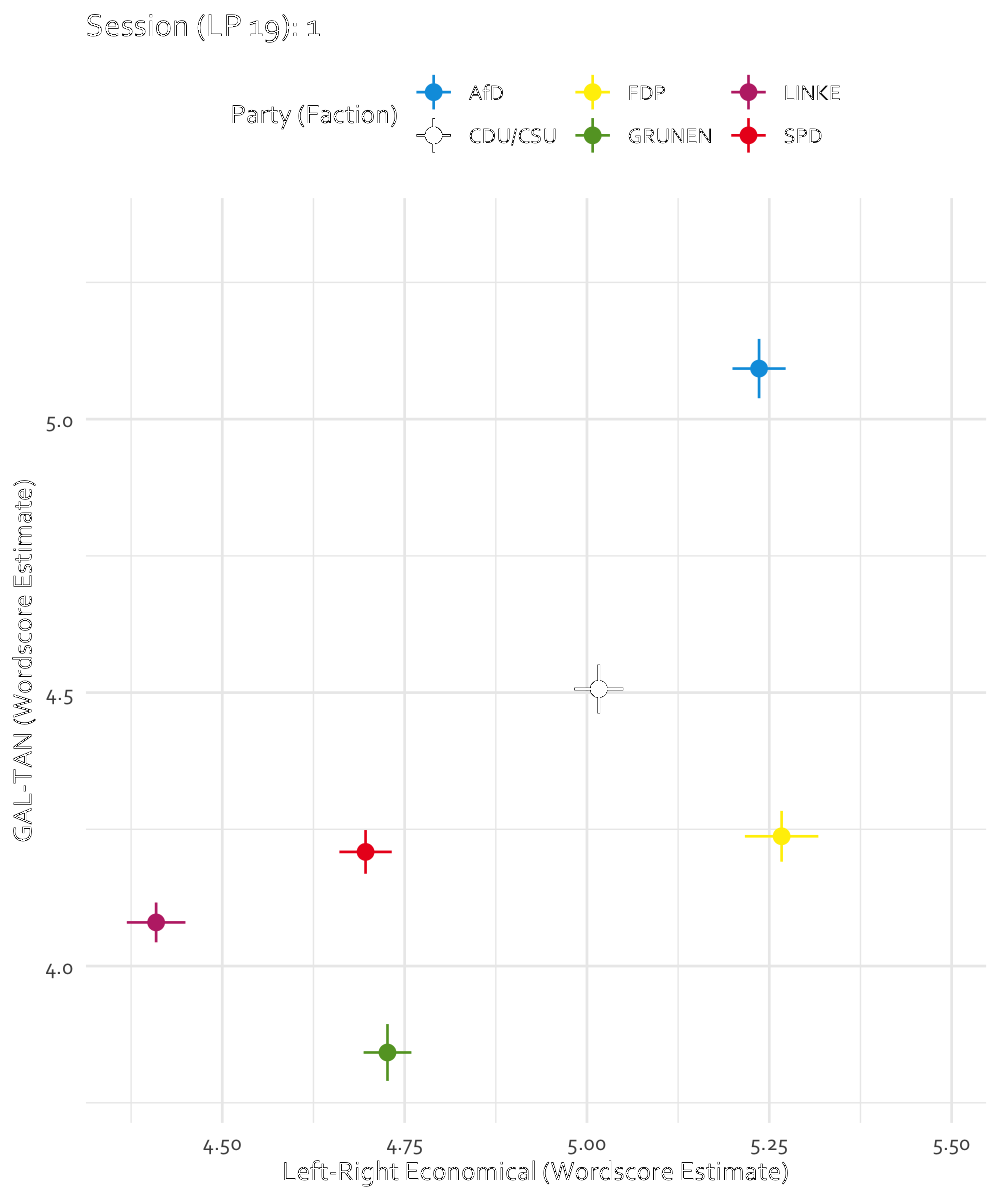 Session (LP 19): 1
Party (Faction)
AfD FDP LINKE
CDU/CSU GRUNEN SPD
GAL-TAN (Wordscore Estimate)
5.0
4.5
4.0
4.50 4.75 5.00 5.25 5.50
Left-Right Economical (Wordscore Estimate)